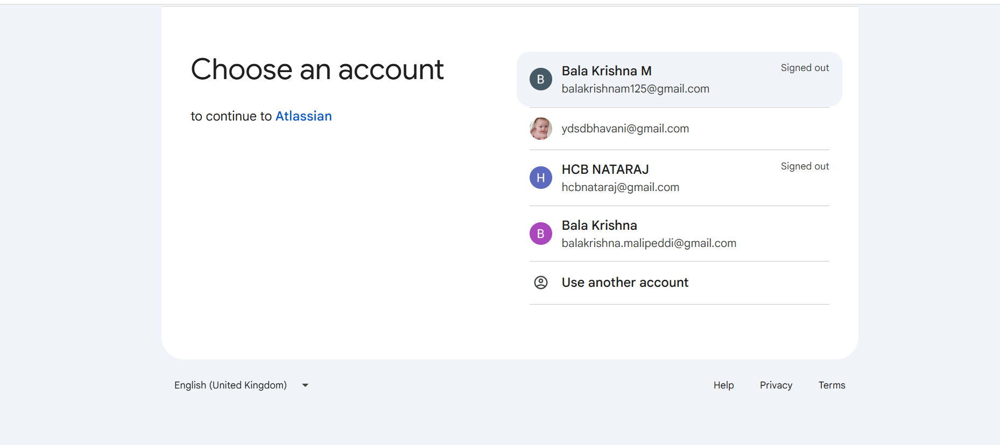 Choose an account
to continue to Atlassian
B
Bala Krishna M
Signed out
balakrishnam125@gmail.com
ydsdbhavani@gmail.com
H
HCB NATARAJ
Signed out
hcbnataraj@gmail.com
B
Bala Krishna
balakrishna.malipeddi@gmail.com
Use another account
English (United Kingdom)
Help
Privacy
Terms